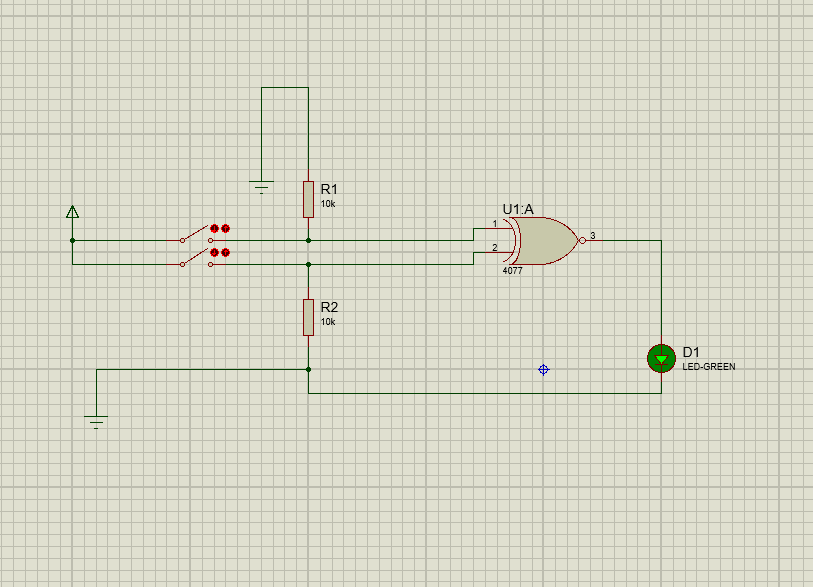 R1
10k
U1:A
1
2
3
4077
R2
10k
D1
LED-GREEN